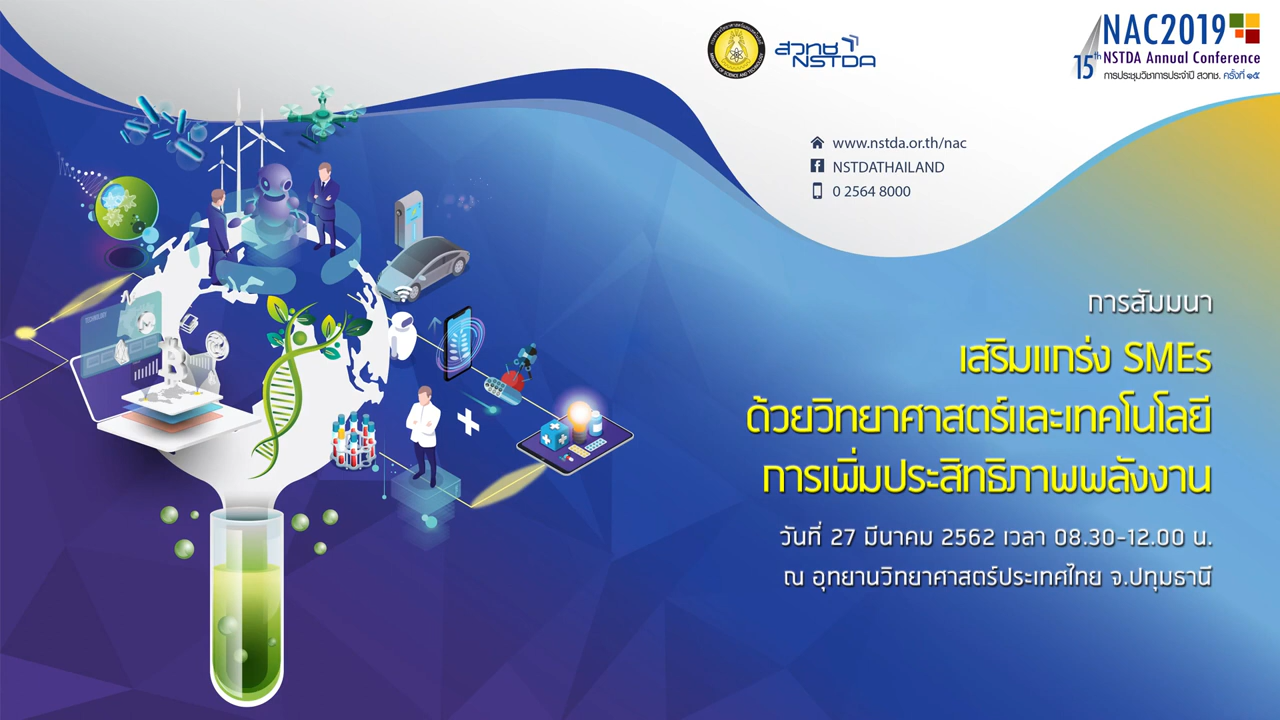 สวทช
NSTDA
NAC2019
15th NSTDA Annual Conference
การประชุมวิชาการประจำปี สวทช. ครั้งที่ ๑๕
www.nstda.or.th/nac
NSTDATHAILAND
0 2564 8000
การสัมมนา
เสริมแกร่ง SMEs
ด้วยวิทยาศาสตร์และเทคโนโลยี
การเพิ่มประสิทธิภาพพลังงาน
วันที่ 27 มีนาคม 2562 เวลา 08.30-12.00 น.
ณ อุทยานวิทยาศาสตร์ประเทศไทย จ.ปทุมธานี
TECHNOLOGY